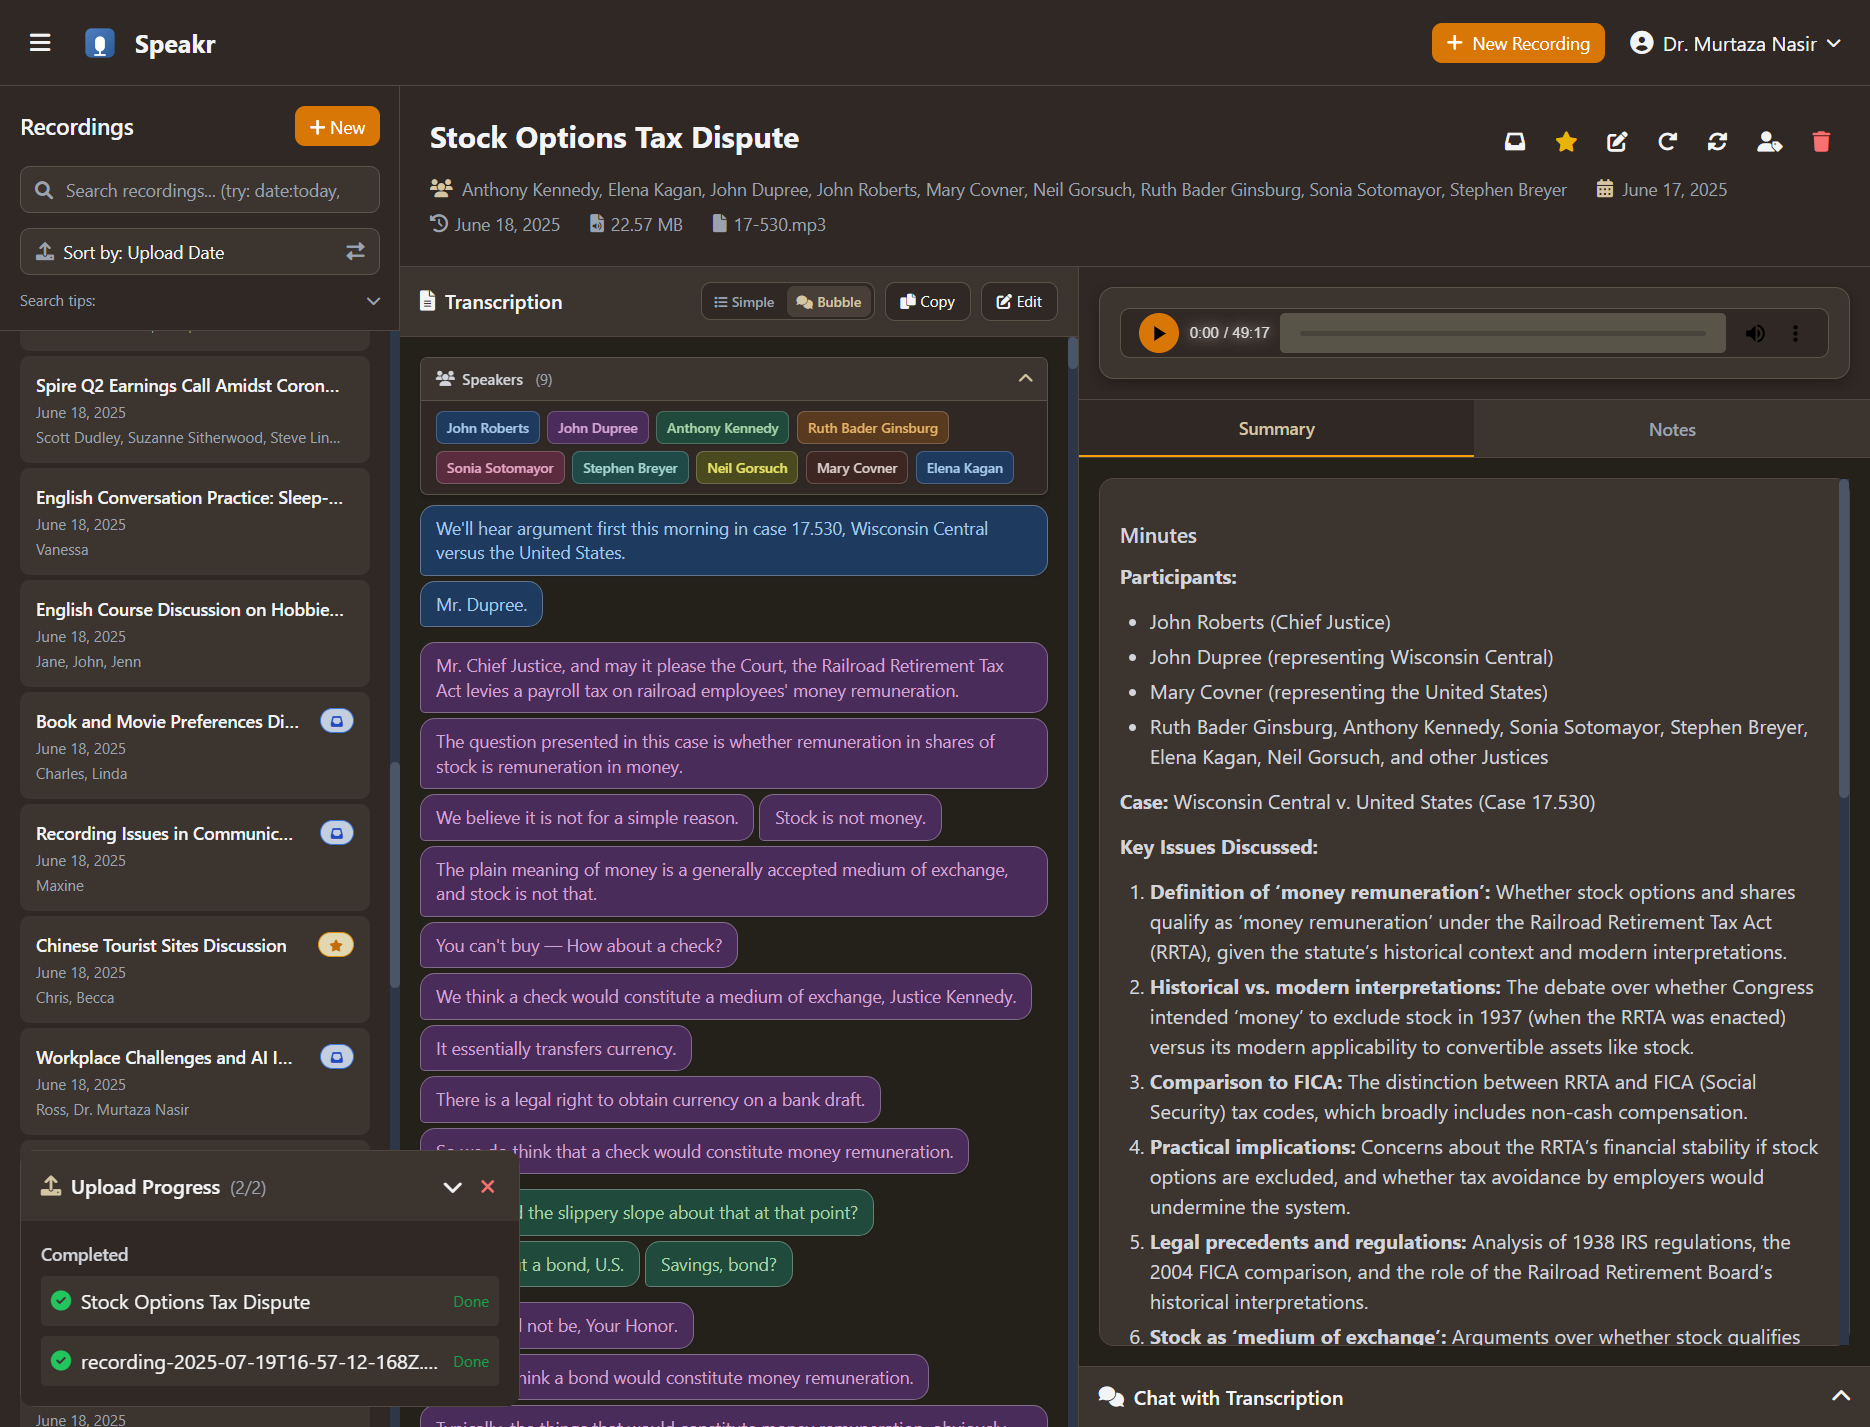 Speakr
New Recording
Dr. Murtaza Nasir
Recordings
New
Search recordings... (try: date:today,
Sort by: Upload Date
Search tips:
Spire Q2 Earnings Call Amidst Coron...
June 18, 2025
Scott Dudley, Suzanne Sitherwood, Steve Lin...
English Conversation Practice: Sleep-...
June 18, 2025
Vanessa
English Course Discussion on Hobbie...
June 18, 2025
Jane, John, Jenn
Book and Movie Preferences Di...
June 18, 2025
Charles, Linda
Recording Issues in Communic...
June 18, 2025
Maxine
Chinese Tourist Sites Discussion
June 18, 2025
Chris, Becca
Workplace Challenges and AI I...
June 18, 2025
Ross, Dr. Murtaza Nasir
Upload Progress (2/2)
Completed
Stock Options Tax Dispute Done
recording-2025-07-19T16-57-12-168Z.... Done
June 18, 2025
Stock Options Tax Dispute
Anthony Kennedy, Elena Kagan, John Dupree, John Roberts, Mary Covner, Neil Gorsuch, Ruth Bader Ginsburg, Sonia Sotomayor, Stephen Breyer June 17, 2025
June 18, 2025 22.57 MB 17-530.mp3
Transcription
Simple Bubble Copy Edit
Speakers (9)
John Roberts John Dupree Anthony Kennedy Ruth Bader Ginsburg
Sonia Sotomayor Stephen Breyer Neil Gorsuch Mary Covner Elena Kagan
We'll hear argument first this morning in case 17.530, Wisconsin Central
versus the United States.
Mr. Dupree.
Mr. Chief Justice, and may it please the Court, the Railroad Retirement Tax
Act levies a payroll tax on railroad employees' money remuneration.
The question presented in this case is whether remuneration in shares of
stock is remuneration in money.
We believe it is not for a simple reason. Stock is not money.
The plain meaning of money is a generally accepted medium of exchange,
and stock is not that.
You can't buy — How about a check?
We think a check would constitute a medium of exchange, Justice Kennedy.
It essentially transfers currency.
There is a legal right to obtain currency on a bank draft.
So we do think that a check would constitute money remuneration.
the slippery slope about that at that point?
a bond, U.S. Savings, bond?
not be, Your Honor.
a bond would constitute money remuneration.
Typically, the things that would constitute money remuneration, obviously
0:00 / 49:17
Summary Notes
Minutes
Participants:
• John Roberts (Chief Justice)
• John Dupree (representing Wisconsin Central)
• Mary Covner (representing the United States)
• Ruth Bader Ginsburg, Anthony Kennedy, Sonia Sotomayor, Stephen Breyer,
Elena Kagan, Neil Gorsuch, and other Justices
Case: Wisconsin Central v. United States (Case 17.530)
Key Issues Discussed:
1. Definition of ‘money remuneration’: Whether stock options and shares
qualify as ‘money remuneration’ under the Railroad Retirement Tax Act
(RRTA), given the statute’s historical context and modern interpretations.
2. Historical vs. modern interpretations: The debate over whether Congress
intended ‘money’ to exclude stock in 1937 (when the RRTA was enacted)
versus its modern applicability to convertible assets like stock.
3. Comparison to FICA: The distinction between RRTA and FICA (Social
Security) tax codes, which broadly includes non-cash compensation.
4. Practical implications: Concerns about the RRTA’s financial stability if stock
options are excluded, and whether tax avoidance by employers would
undermine the system.
5. Legal precedents and regulations: Analysis of 1938 IRS regulations, the
2004 FICA comparison, and the role of the Railroad Retirement Board’s
historical interpretations.
6. Stock as ‘medium of exchange’: Arguments over whether stock qualifies
Chat with Transcription